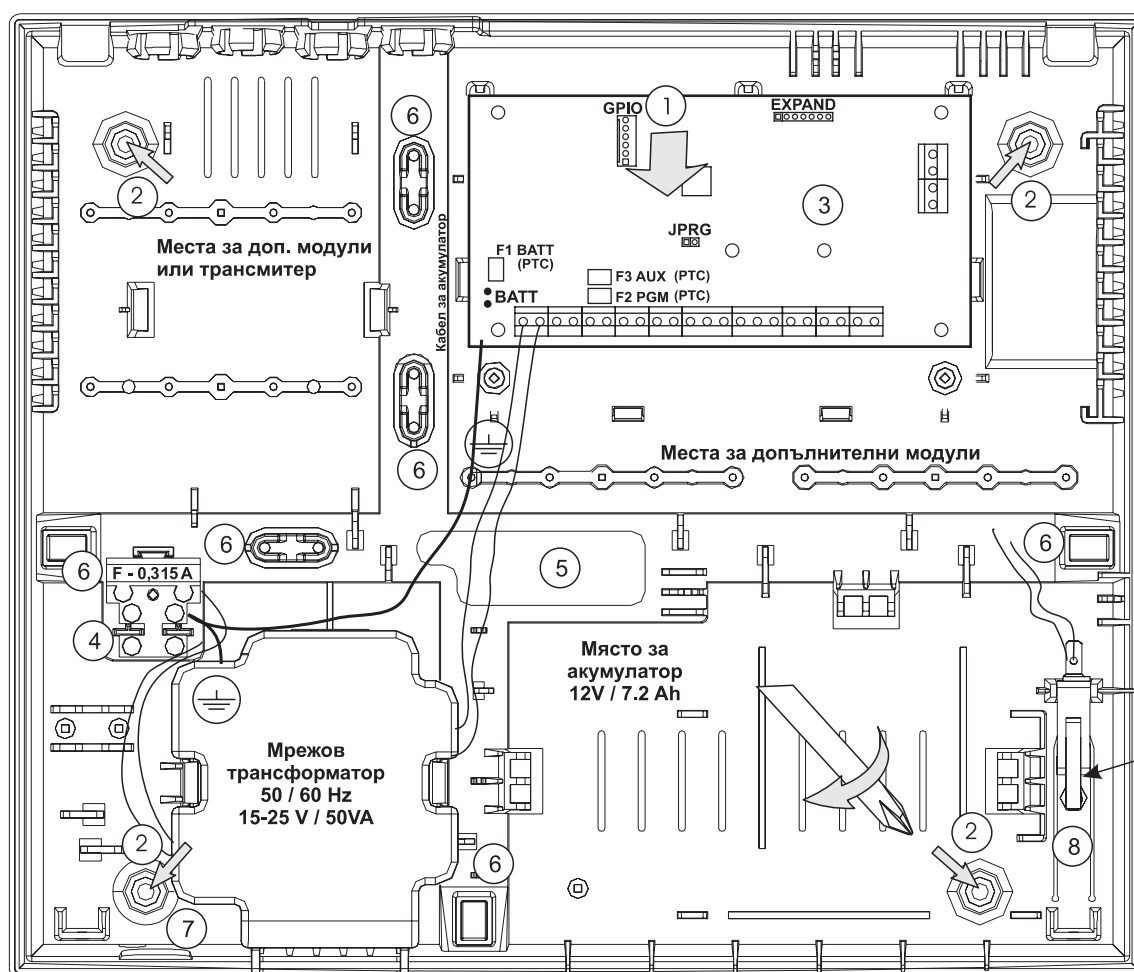 GPIO
1
EXPAND
6
2
2
3
JPRG
Места за доп. модули
или трансмитер
Кабел за акумулатор
F1 BATT
(PTC)
F3 AUX (PTC)
BATT
F2 PGM (PTC)
6
Места за допълнителни модули
6
6
5
6
F - 0,315 A
4
Място за
акумулатор
12V / 7.2 Ah
Мрежов
трансформатор
50 / 60 Hz
15-25 V / 50VA
2
6
2
8
7